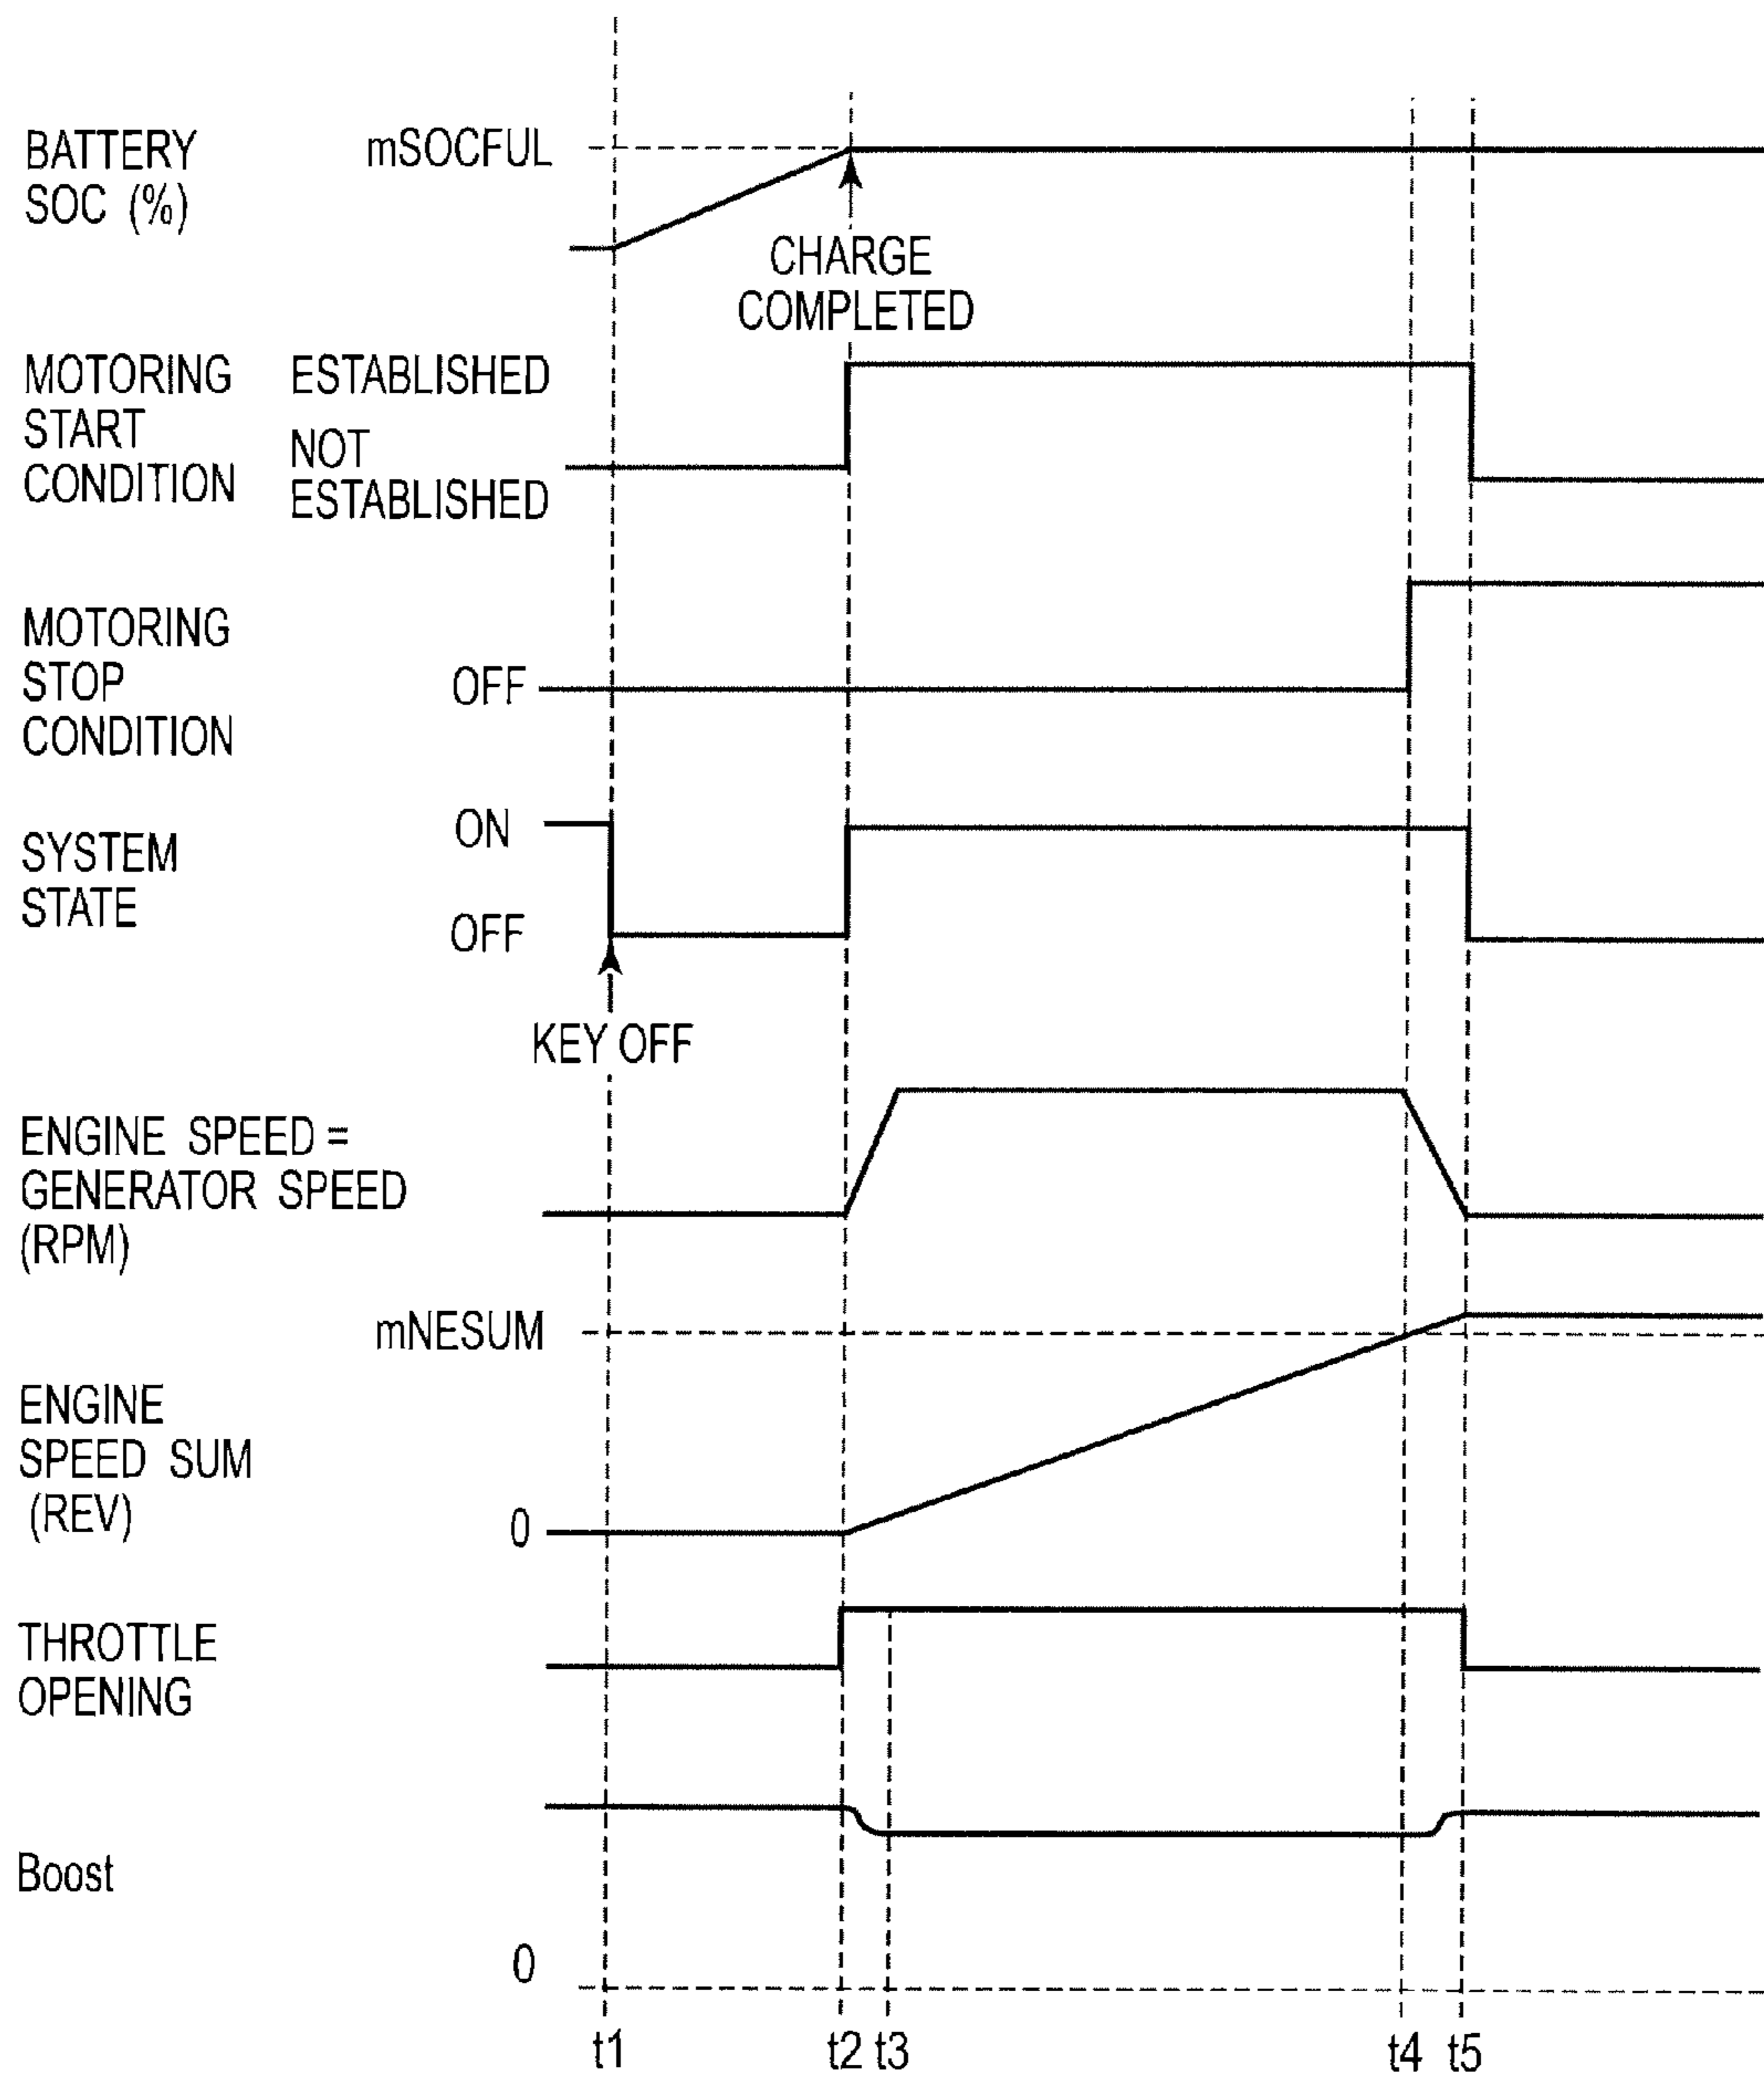 BATTERY
SOC (%)
mSOCFUL
CHARGE
COMPLETED
MOTORING
START
CONDITION
ESTABLISHED
NOT
ESTABLISHED
MOTORING
STOP
CONDITION
OFF
SYSTEM
STATE
ON
OFF
KEY OFF
ENGINE SPEED =
GENERATOR SPEED
(RPM)
mNESUM
ENGINE
SPEED SUM
(REV)
0
THROTTLE
OPENING
Boost
0
t1 t2 t3 t4 t5